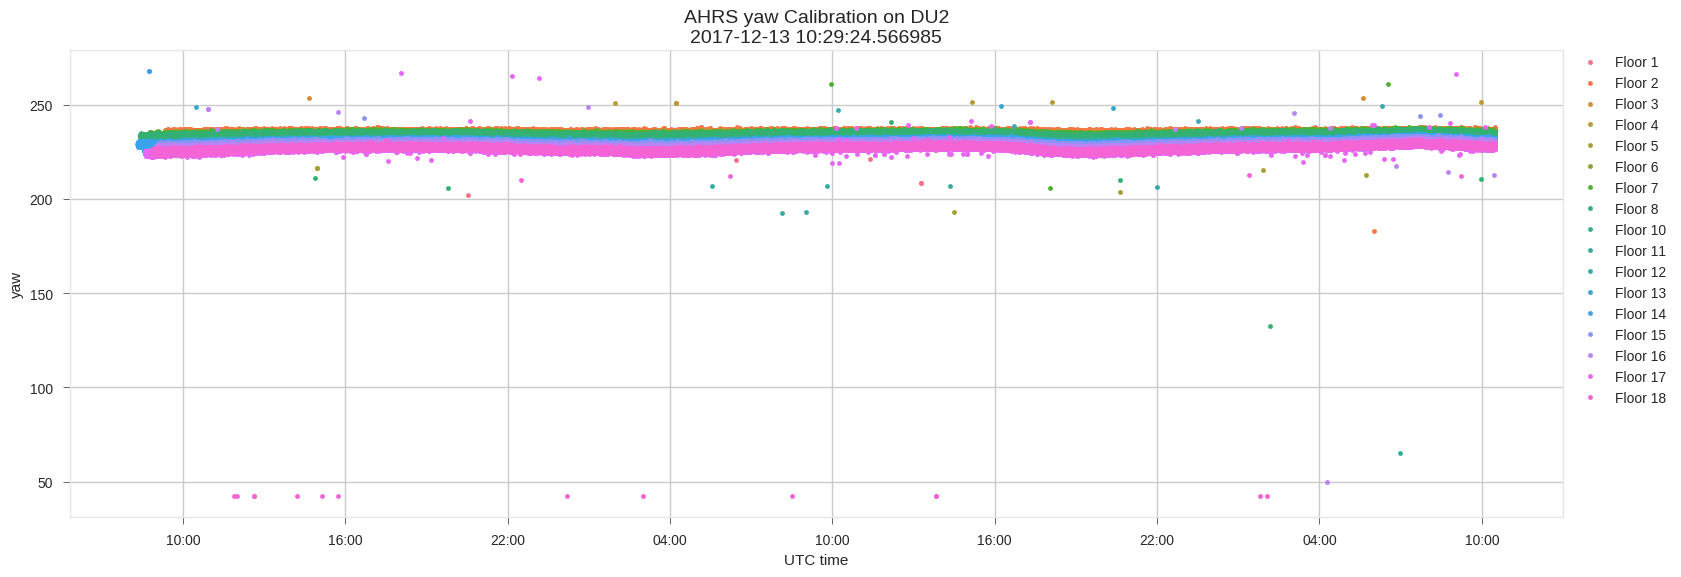 AHRS yaw Calibration on DU2
2017-12-13 10:29:24.566985
250
200
150
100
50
yaw
10:00
16:00
22:00
04:00
10:00
16:00
22:00
04:00
10:00
UTC time
Floor 1
Floor 2
Floor 3
Floor 4
Floor 5
Floor 6
Floor 7
Floor 8
Floor 10
Floor 11
Floor 12
Floor 13
Floor 14
Floor 15
Floor 16
Floor 17
Floor 18